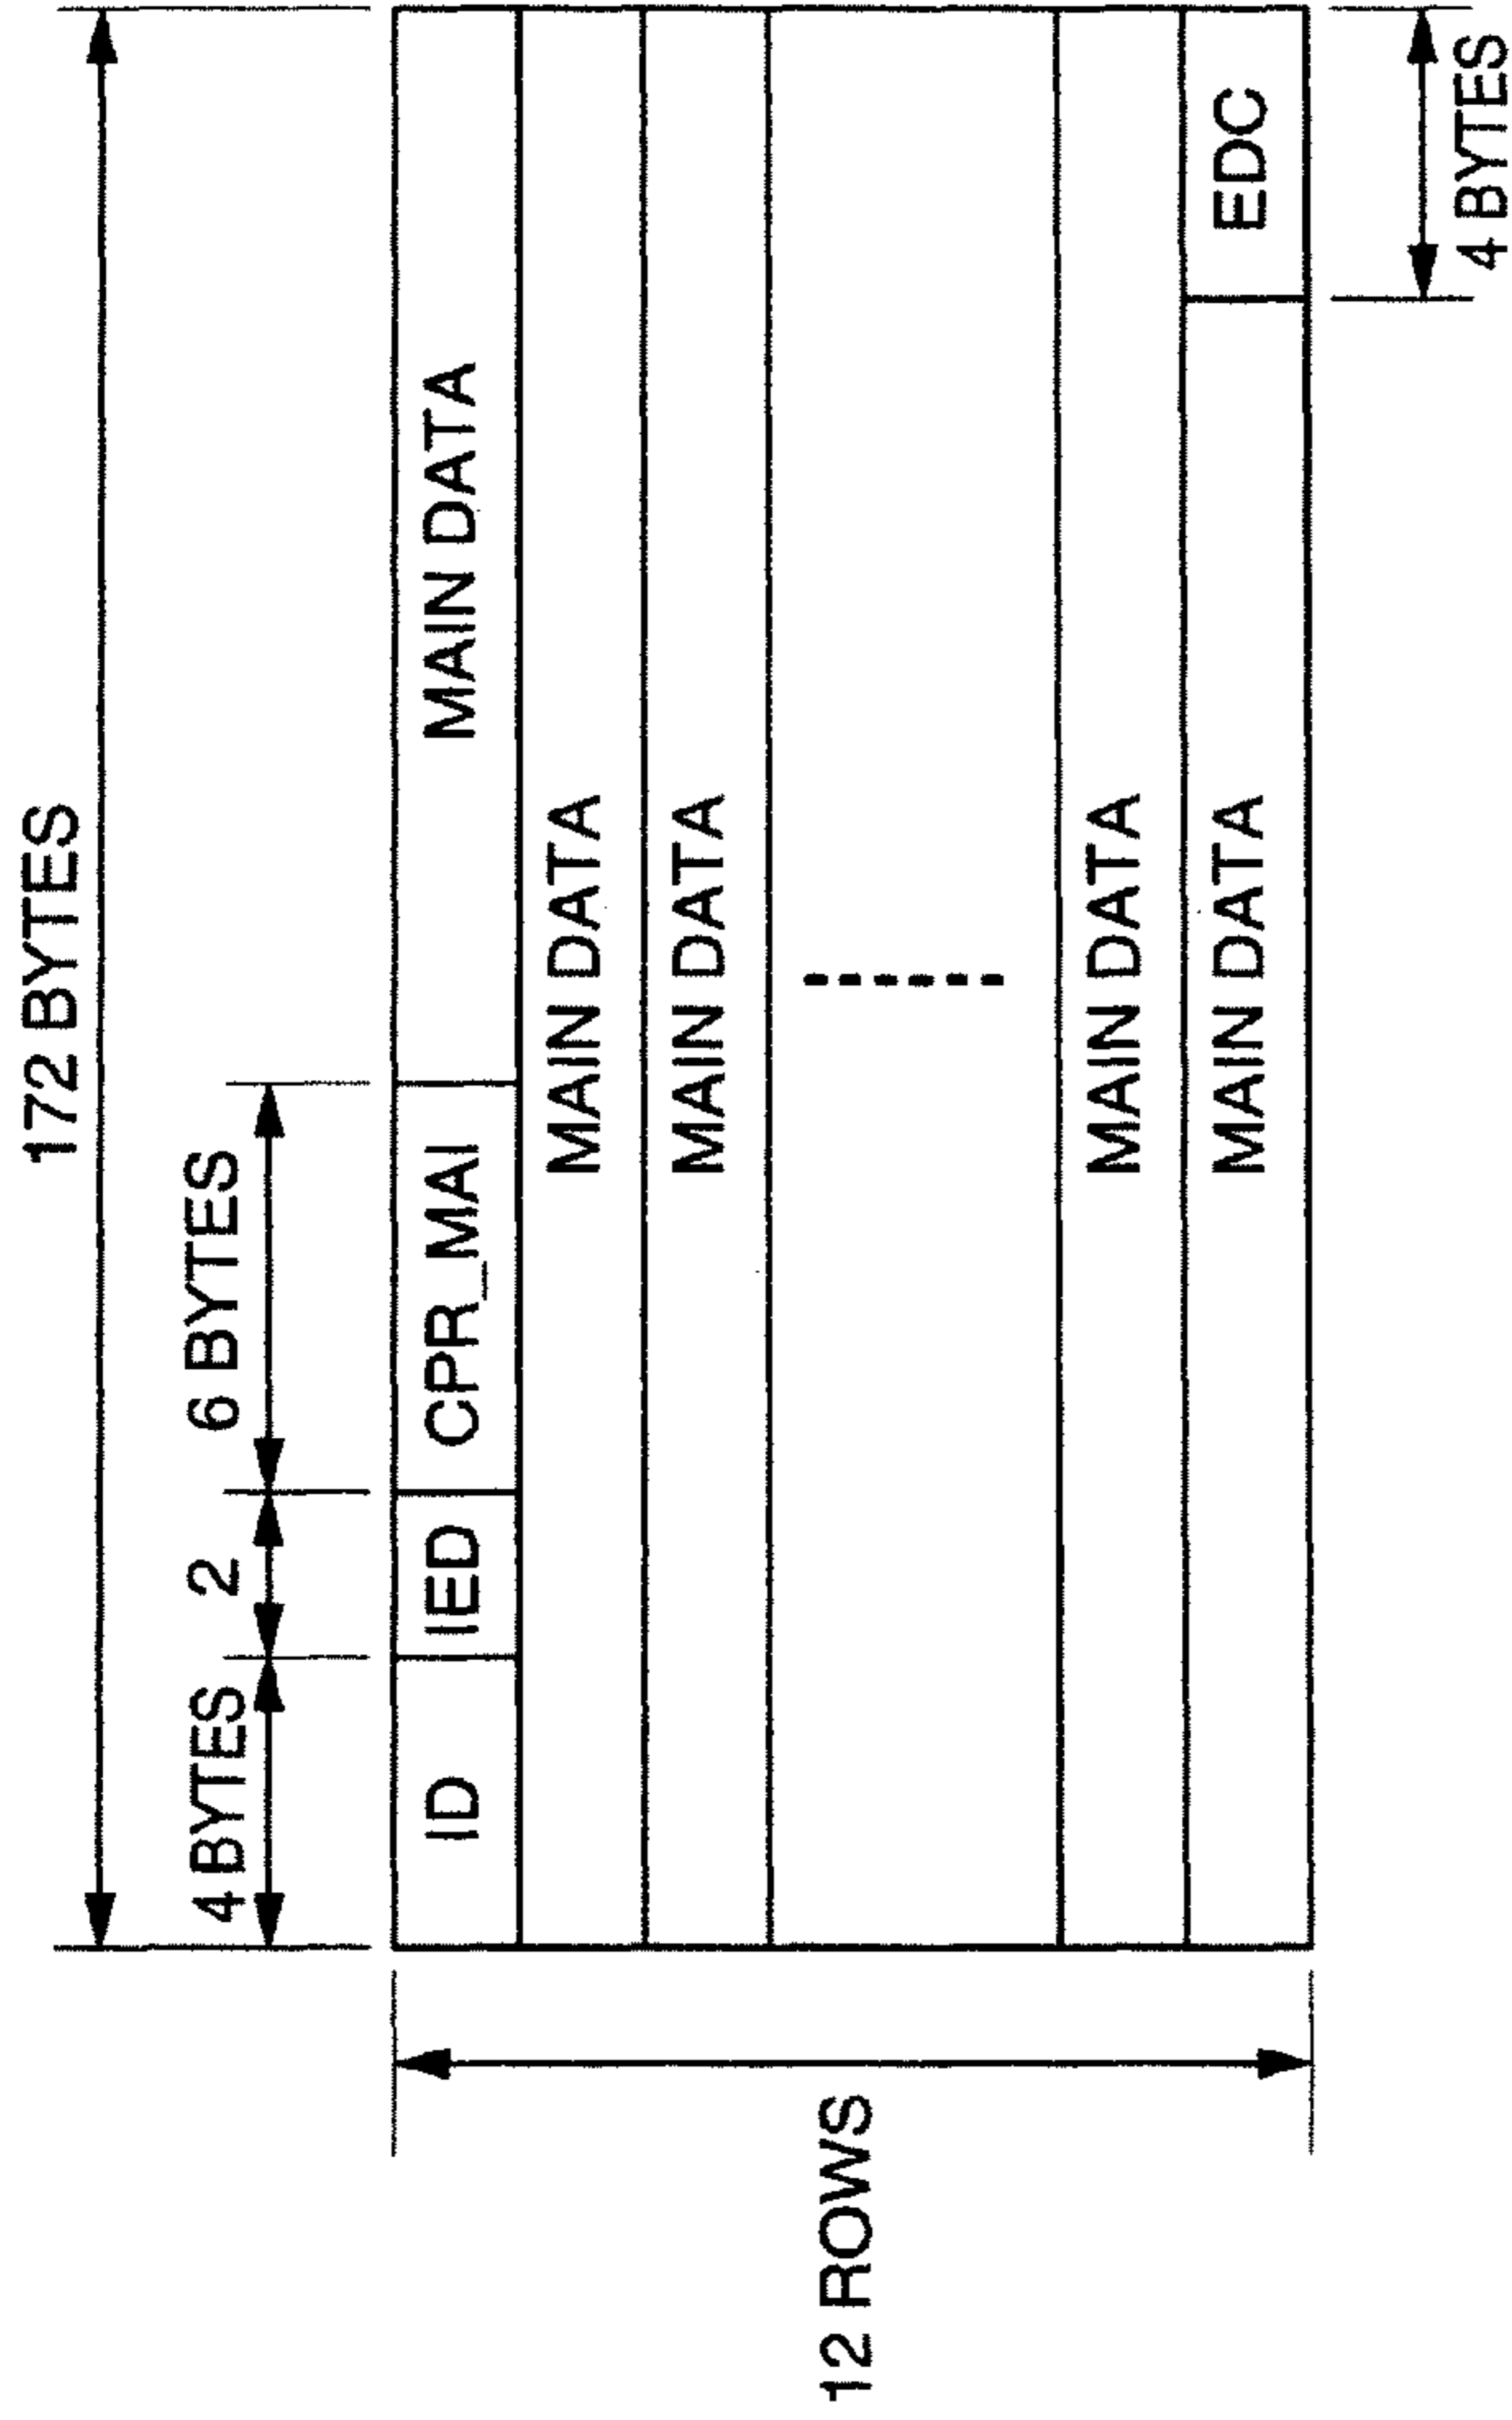 172 BYTES
4 BYTES 2 6 BYTES
ID IED CPR_MAI MAIN DATA
MAIN DATA
MAIN DATA
MAIN DATA
MAIN DATA EDC
12 ROWS
4 BYTES